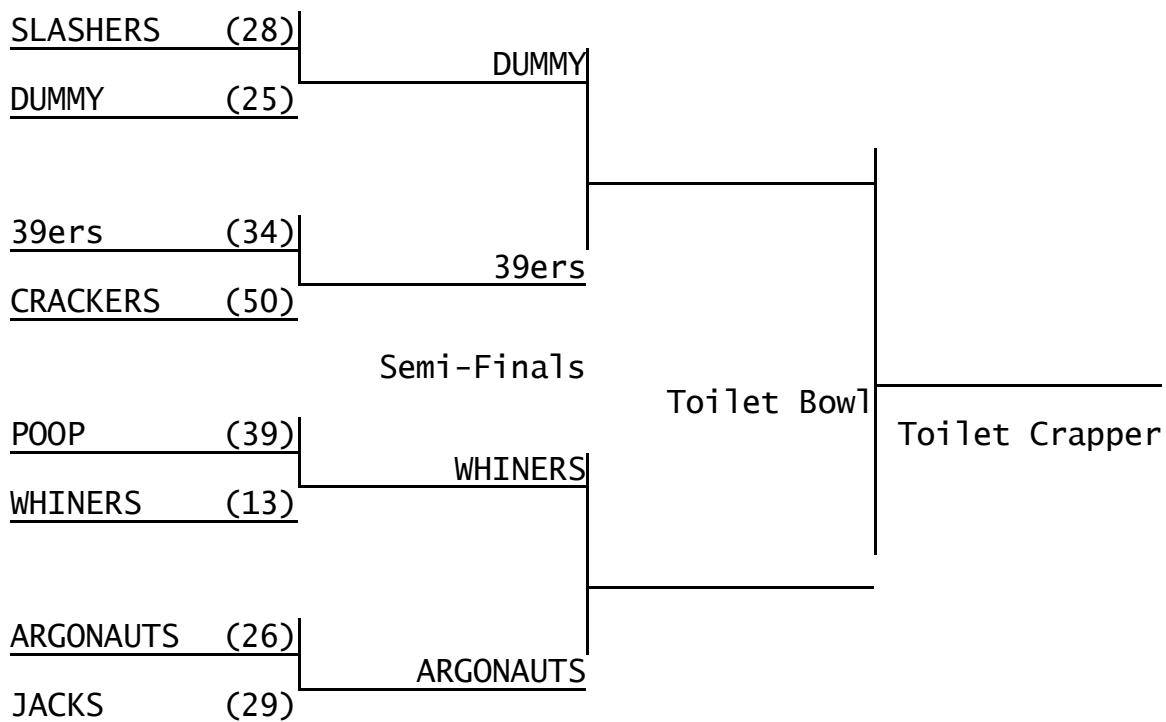 SLASHERS (28)
DUMMY
DUMMY (25)
39ers (34)
39ers
CRACKERS (50)
Semi-Finals
Toilet Bowl
POOP (39)
Toilet Crapper
WHINERS
WHINERS (13)
ARGONAUTS (26)
ARGONAUTS
JACKS (29)